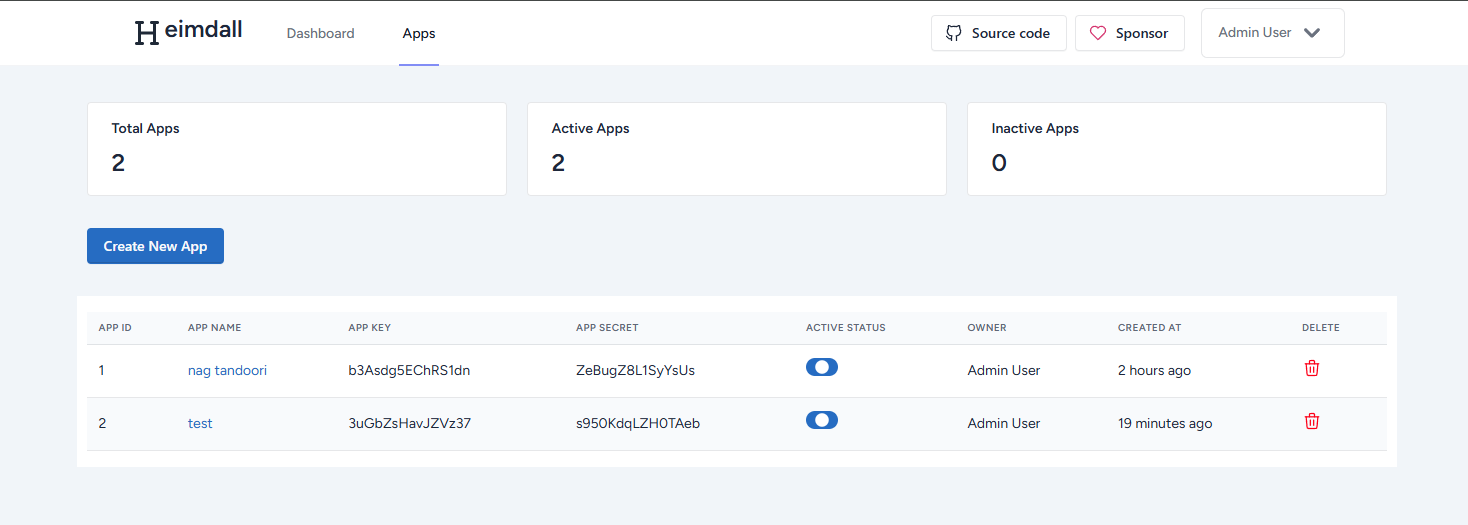 Heimdall Dashboard Apps Source code Sponsor Admin User
Total Apps Active Apps Inactive Apps
2 2 0
Create New App
APP ID APP NAME APP KEY APP SECRET ACTIVE STATUS OWNER CREATED AT DELETE
1 nag tandoori b3Asdg5EChRS1dn ZeBugZ8L1SyYsUs Admin User 2 hours ago
2 test 3uGbZsHavJZVz37 s950KdqLZH0TAeb Admin User 19 minutes ago